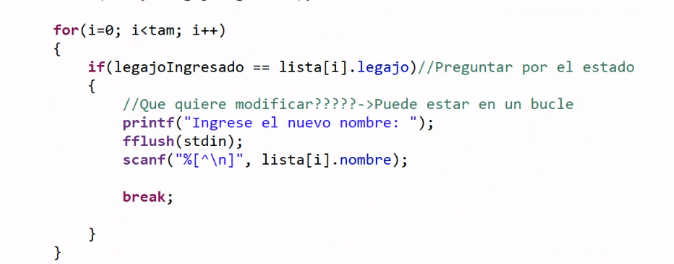 for(i=0; i<tam; i++)
{
if(legajoIngresado == lista[i].legajo)//Preguntar por el estado
{
//Que quiere modificar?????->Puede estar en un bucle
printf("Ingrese el nuevo nombre: ");
fflush(stdin);
scanf("%[^\n]", lista[i].nombre);
break;
}
}